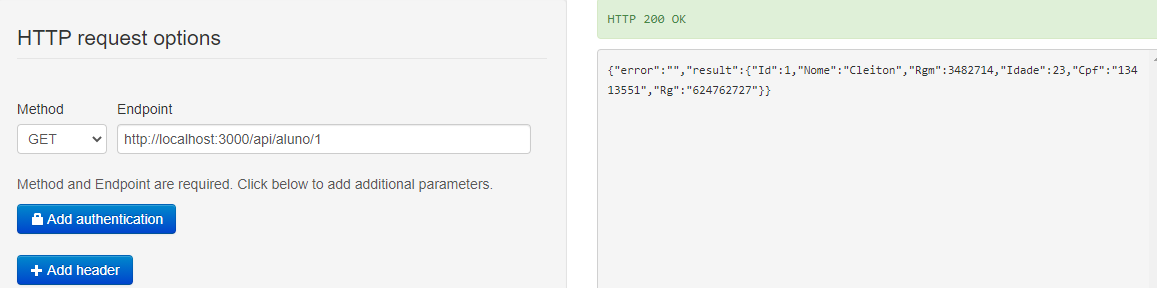 HTTP request options
Method
Endpoint
GET
http://localhost:3000/api/aluno/1
Method and Endpoint are required. Click below to add additional parameters.
Add authentication
Add header
HTTP 200 OK
{"error":"","result":{"Id":1,"Nome":"Cleiton","Rgm":3482714,"Idade":23,"Cpf":"134
13551","Rg":"624762727"}}